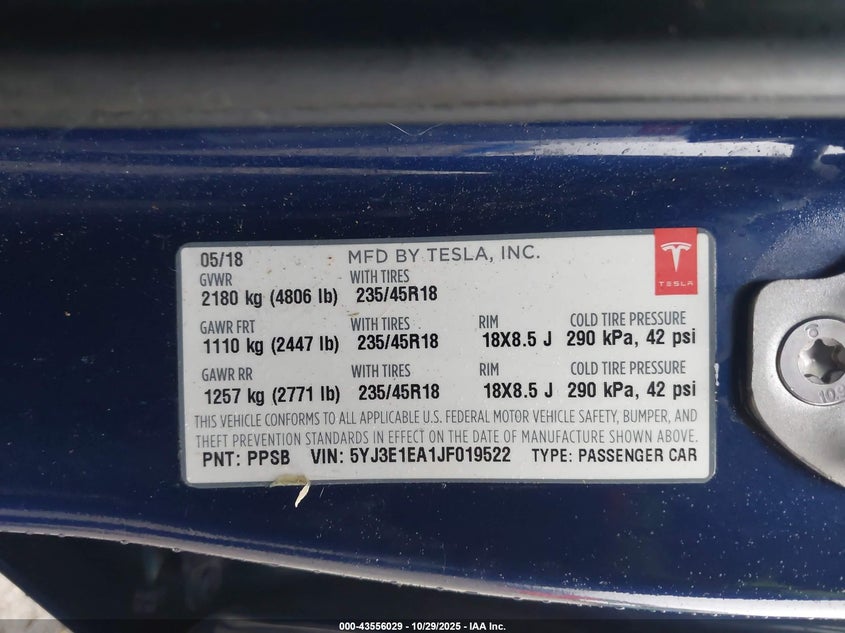 05/18 MFD BY TESLA, INC.
TESLA
GVWR WITH TIRES
2180 kg (4806 lb) 235/45R18
GAWR FRT WITH TIRES RIM COLD TIRE PRESSURE
1110 kg (2447 lb) 235/45R18 18X8.5 J 290 kPa, 42 psi
GAWR RR WITH TIRES RIM COLD TIRE PRESSURE
1257 kg (2771 lb) 235/45R18 18X8.5 J 290 kPa, 42 psi
THIS VEHICLE CONFORMS TO ALL APPLICABLE U.S. FEDERAL MOTOR VEHICLE SAFETY, BUMPER, AND
THEFT PREVENTION STANDARDS IN EFFECT ON THE DATE OF MANUFACTURE SHOWN ABOVE.
PNT: PPSB VIN: 5YJ3E1EA1JF019522 TYPE: PASSENGER CAR
000-43556029 - 10/29/2025 - IAA Inc.